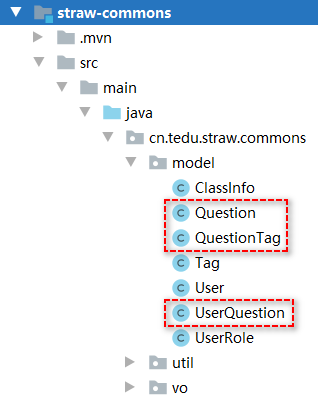 straw-commons
.mvn
src
main
java
cn.tedu.straw.commons
model
ClassInfo
Question
QuestionTag
Tag
User
UserQuestion
UserRole
util
vo